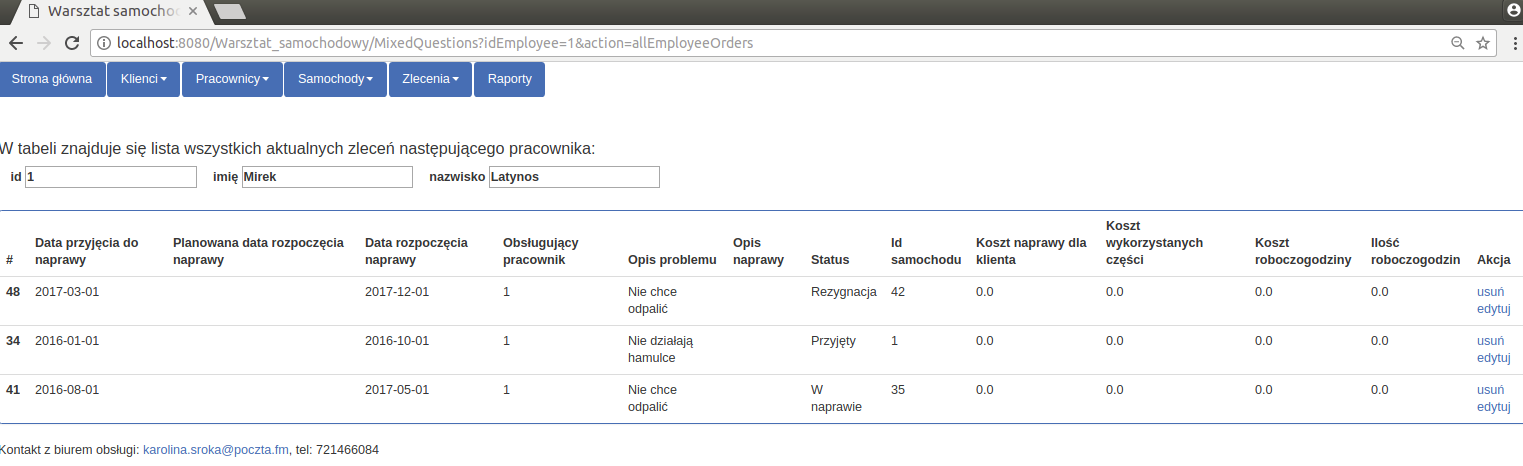 Warsztat samochod
localhost:8080/Warsztat_samochodowy/MixedQuestions?idEmployee=1&action=allEmployeeOrders
Strona główna Klienci Pracownicy Samochody Zlecenia Raporty
W tabeli znajduje się lista wszystkich aktualnych zleceń następującego pracownika:
id 1 imię Mirek nazwisko Latynos
# Data przyjęcia do naprawy Planowana data rozpoczęcia naprawy Data rozpoczęcia naprawy Obsługujący pracownik Opis problemu Opis naprawy Status Id samochodu Koszt naprawy dla klienta Koszt wykorzystanych części Koszt roboczogodziny Ilość roboczogodzin Akcja
48 2017-03-01 2017-12-01 1 Nie chce odpalić Rezygnacja 42 0.0 0.0 0.0 0.0 usuń edytuj
34 2016-01-01 2016-10-01 1 Nie działają hamulce Przyjęty 1 0.0 0.0 0.0 0.0 usuń edytuj
41 2016-08-01 2017-05-01 1 Nie chce odpalić W naprawie 35 0.0 0.0 0.0 0.0 usuń edytuj
Kontakt z biurem obsługi: karolina.sroka@poczta.fm, tel: 721466084